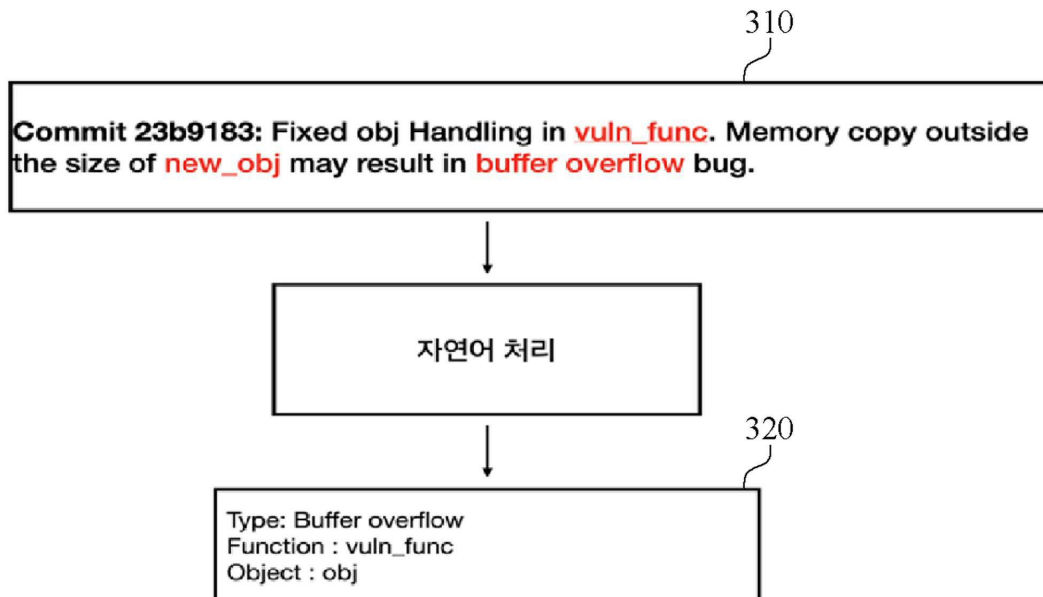 310
Commit 23b9183: Fixed obj Handling in vuln_func. Memory copy outside
the size of new_obj may result in buffer overflow bug.
자연어 처리
320
Type: Buffer overflow
Function : vuln_func
Object : obj